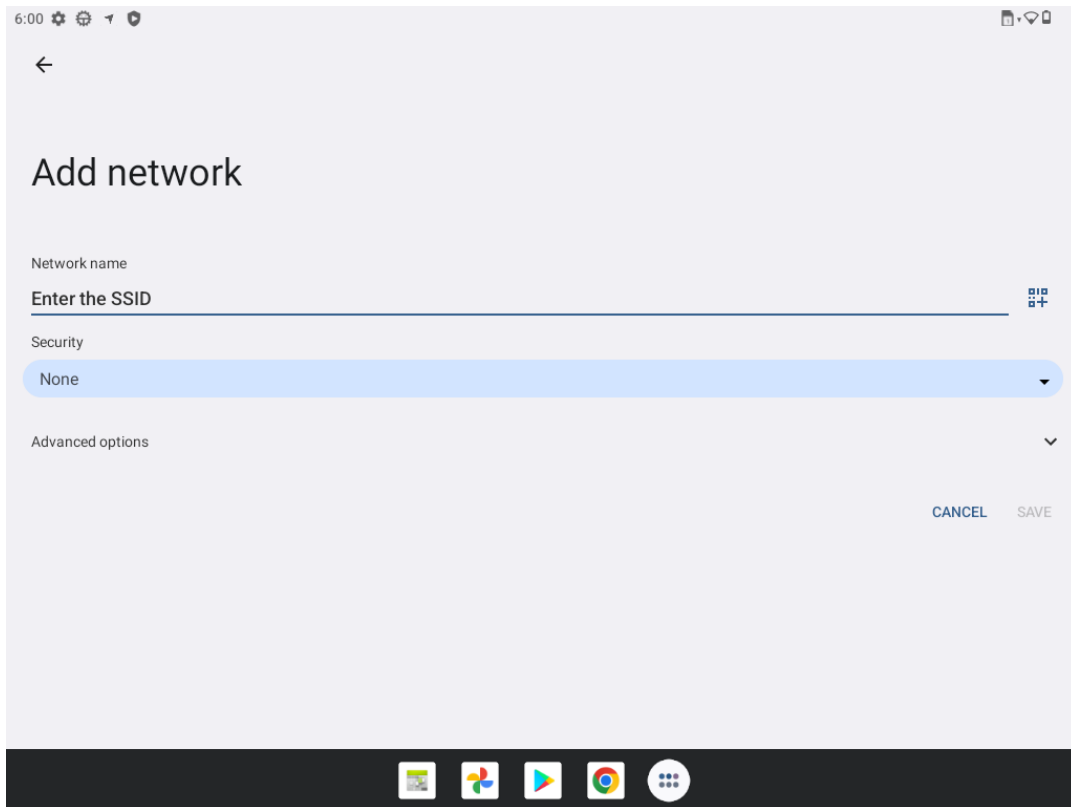 6:00
Add network
Network name
Enter the SSID
Security
None
Advanced options
CANCEL SAVE